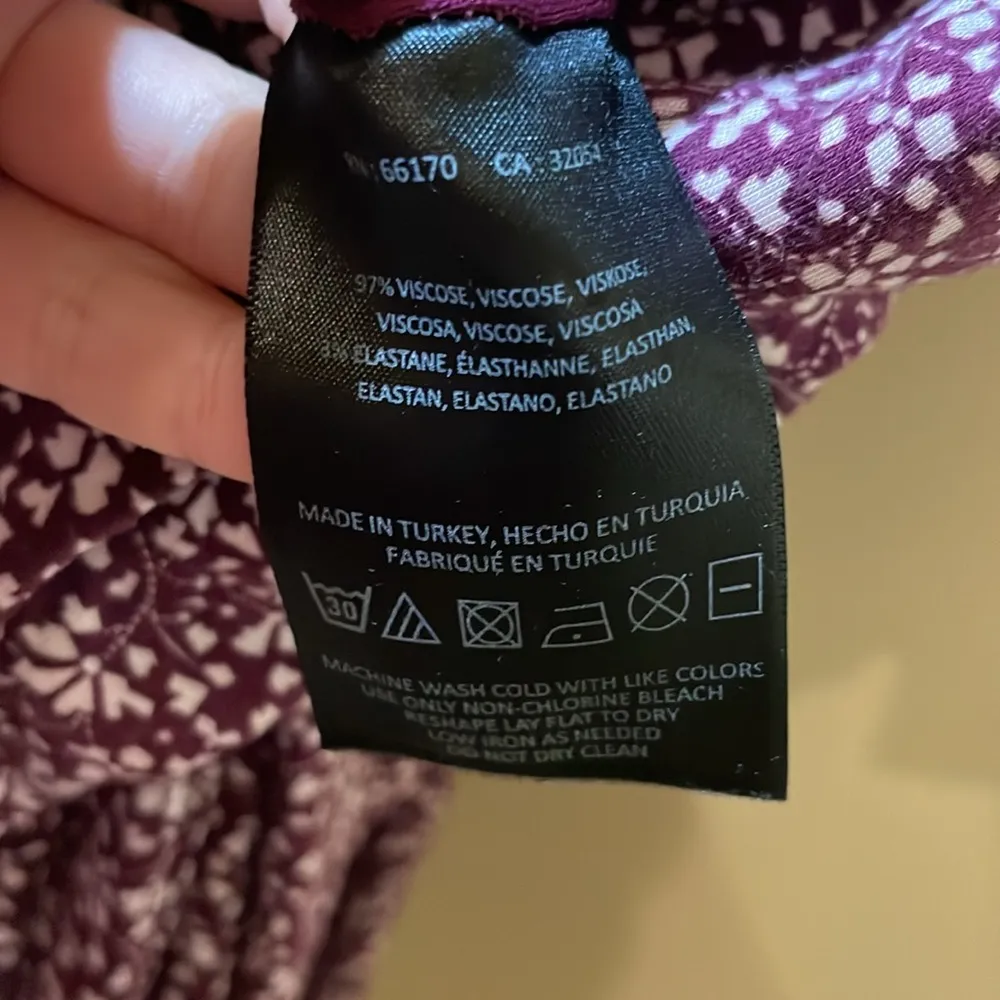 RN: 66170 CA: 32054
97% VISCOSE, VISCOSE, VISKOSE,
VISCOSA, VISCOSE, VISCOSA
3% ELASTANE, ÉLASTHANNE, ELASTHAN,
ELASTAN, ELASTANO, ELASTANO
MADE IN TURKEY, HECHO EN TURQUIA
FABRIQUÉ EN TURQUIE
30
MACHINE WASH COLD WITH LIKE COLORS
USE ONLY NON-CHLORINE BLEACH
RESHAPE LAY FLAT TO DRY
LOW IRON AS NEEDED
DO NOT DRY CLEAN